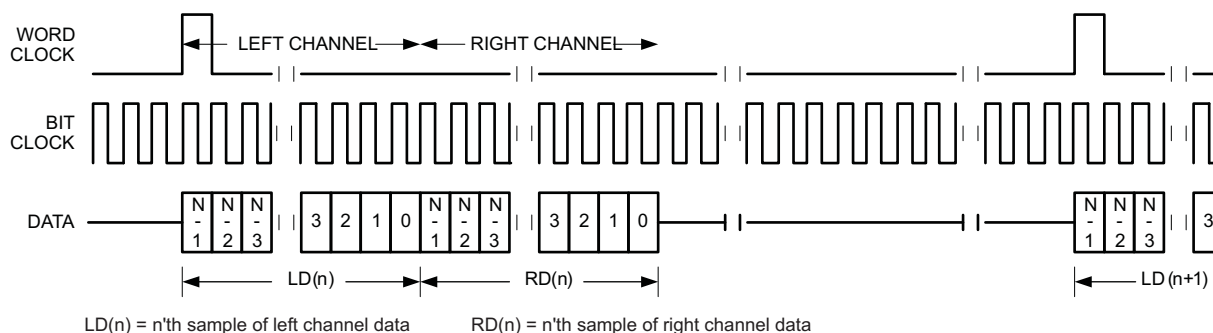 WORD CLOCK
LEFT CHANNEL RIGHT CHANNEL
BIT CLOCK
DATA
N-1 N-2 N-3 3 2 1 0 N-1 N-2 N-3 3 2 1 0 N-1 N-2 N-3 3
LD(n) RD(n) LD(n+1)
LD(n) = n'th sample of left channel data RD(n) = n'th sample of right channel data